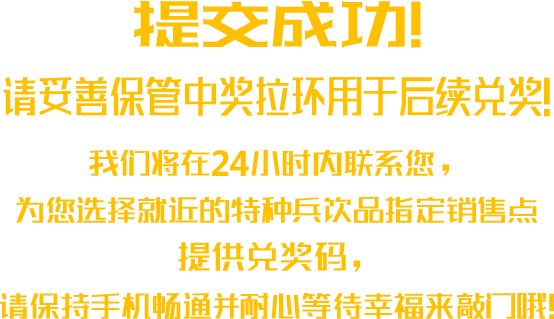 提交成功!
请妥善保管中奖拉环用于后续兑奖!
我们将在24小时内联系您，
为您选择就近的特种兵饮品指定销售点
提供兑奖码，
请保持手机畅通并耐心等待幸福来敲门哦!